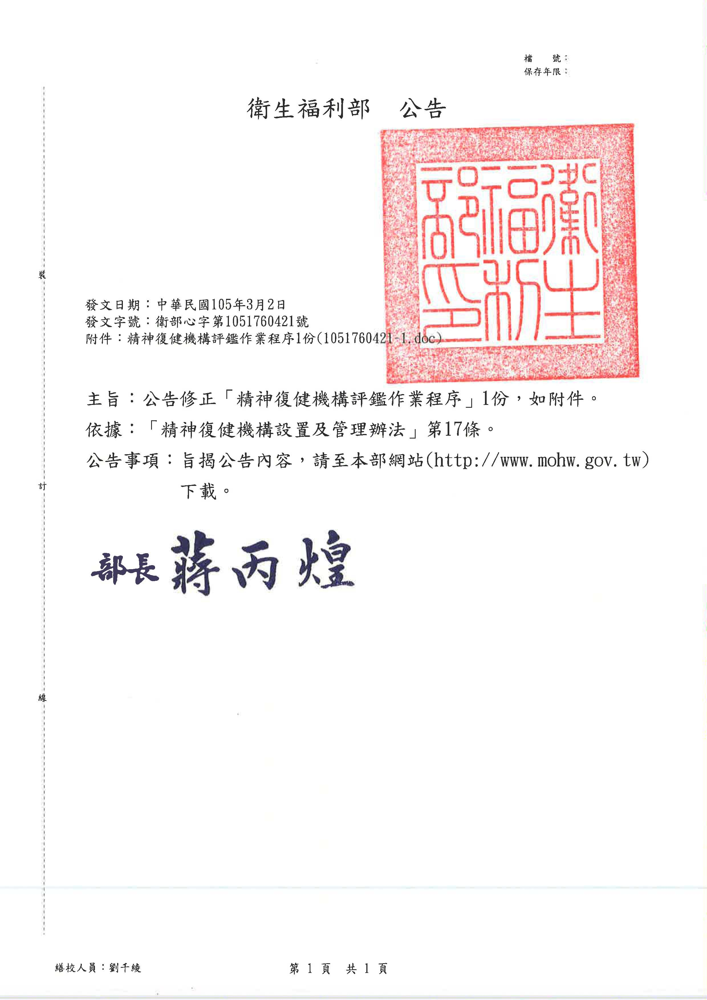 檔　　號：
保存年限：
衛生福利部　公告
衛生福利部印
發文日期：中華民國105年3月2日
發文字號：衛部心字第1051760421號
附件：精神復健機構評鑑作業程序1份(1051760421-1.doc)
主旨：公告修正「精神復健機構評鑑作業程序」1份，如附件。
依據：「精神復健機構設置及管理辦法」第17條。
公告事項：旨揭公告內容，請至本部網站(http://www.mohw.gov.tw)
下載。
部長 蔣丙煌
裝
訂
線
繕校人員：劉千綾
第 1 頁　共 1 頁